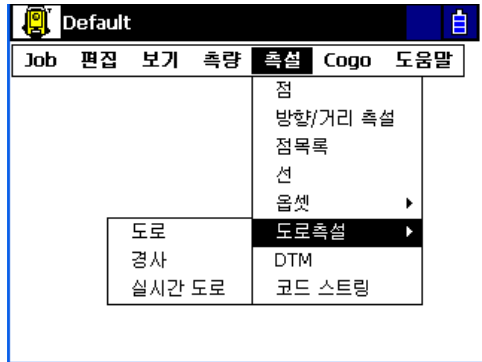 Default
Job 편집 보기 측량 측설 Cogo 도움말
점
방향/거리 측설
점목록
선
옵셋
도로측설
DTM
코드 스트링
도로
경사
실시간 도로